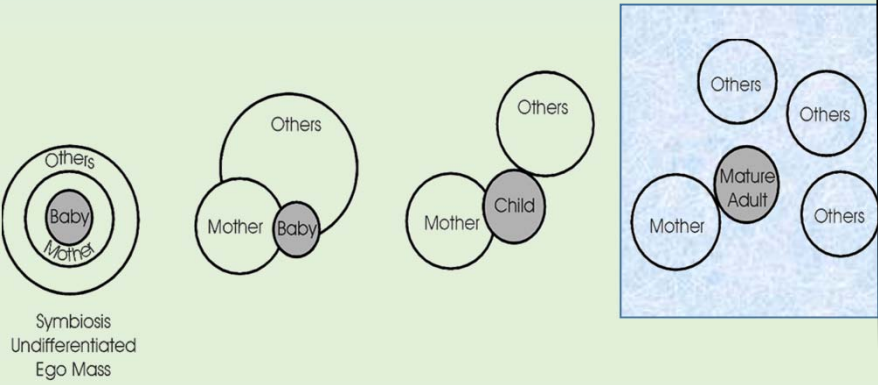 Others
Baby
Mother
Symbiosis
Undifferentiated
Ego Mass
Others
Mother
Baby
Others
Mother
Child
Others
Others
Mature
Adult
Mother
Others